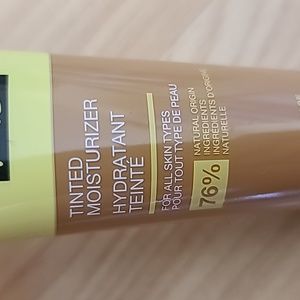 TINTED
MOISTURIZER
HYDRATANT
TEINTÉ
FOR ALL SKIN TYPES
POUR TOUT TYPE DE PEAU
76%
NATURAL ORIGIN
INGREDIENTS
INGRÉDIENTS D'ORIGINE
NATURELLE